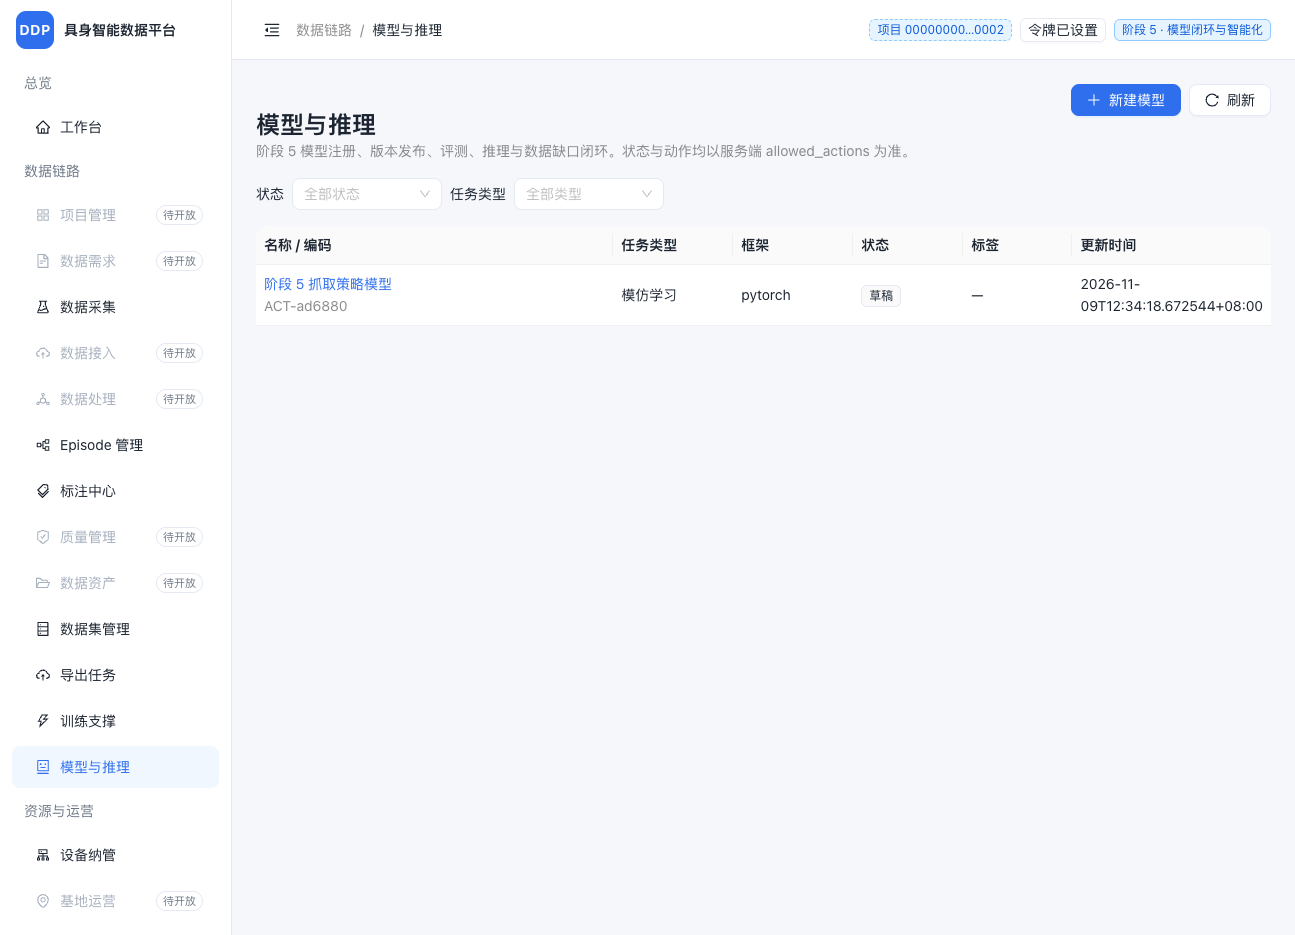 DDP 具身智能数据平台
总览
工作台
数据链路
项目管理 待开放
数据需求 待开放
数据采集
数据接入 待开放
数据处理 待开放
Episode 管理
标注中心
质量管理 待开放
数据资产 待开放
数据集管理
导出任务
训练支撑
模型与推理
资源与运营
设备纳管
基地运营 待开放
数据链路 / 模型与推理
项目 00000000...0002 令牌已设置 阶段 5 · 模型闭环与智能化
新建模型 刷新
模型与推理
阶段 5 模型注册、版本发布、评测、推理与数据缺口闭环。状态与动作均以服务端 allowed_actions 为准。
状态 全部状态 任务类型 全部类型
名称 / 编码 任务类型 框架 状态 标签 更新时间
阶段 5 抓取策略模型
ACT-ad6880
模仿学习 pytorch 草稿 —
2026-11-
09T12:34:18.672544+08:00